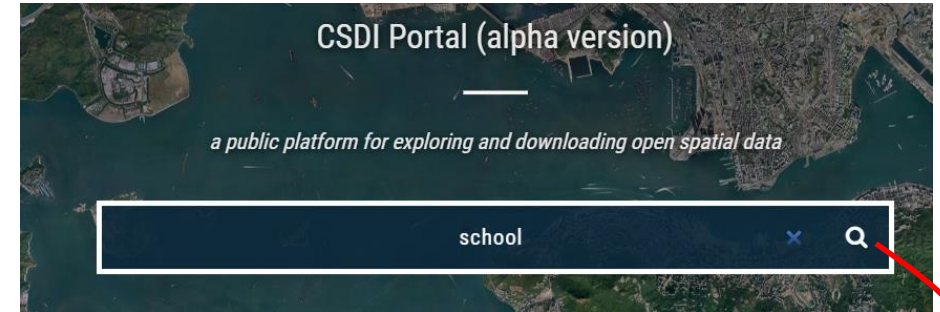 CSDI Portal (alpha version)
a public platform for exploring and downloading open spatial data
school